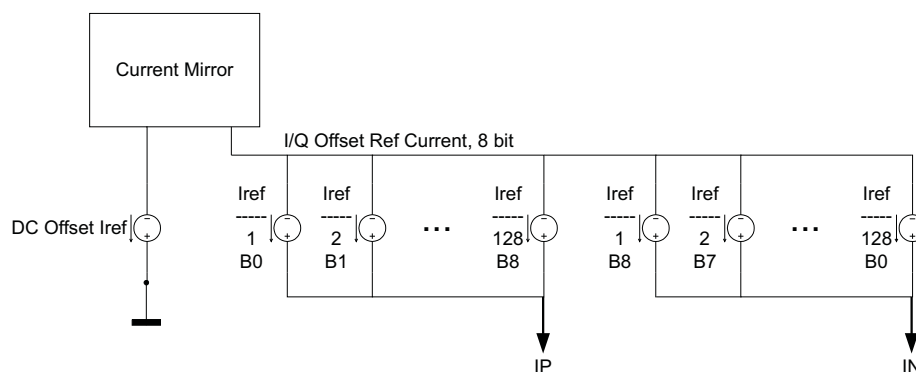 Current Mirror
I/Q Offset Ref Current, 8 bit
DC Offset Iref
Iref
-----
1
B0
Iref
-----
2
B1
...
Iref
-----
128
B8
Iref
-----
1
B8
Iref
-----
2
B7
...
Iref
-----
128
B0
IP
IN